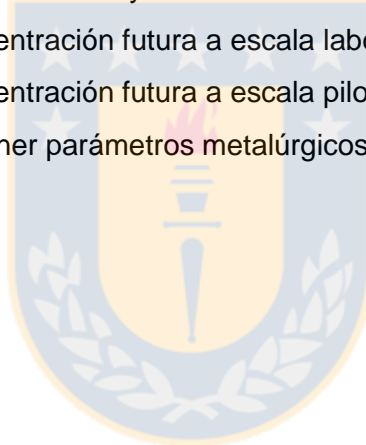 entración futura a escala labo
entración futura a escala pilo
ner parámetros metalúrgicos